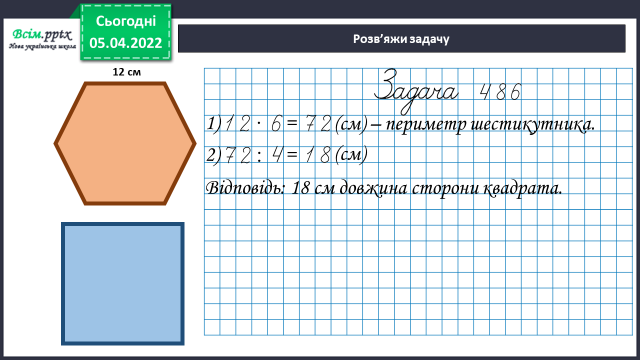 Всім.pptx
Нова українська школа
Сьогодні
05.04.2022
Розв’яжи задачу
12 см
Задача 486
1) 12 · 6 = 72 (см) – периметр шестикутника.
2) 72 : 4 = 18 (см)
Відповідь: 18 см довжина сторони квадрата.